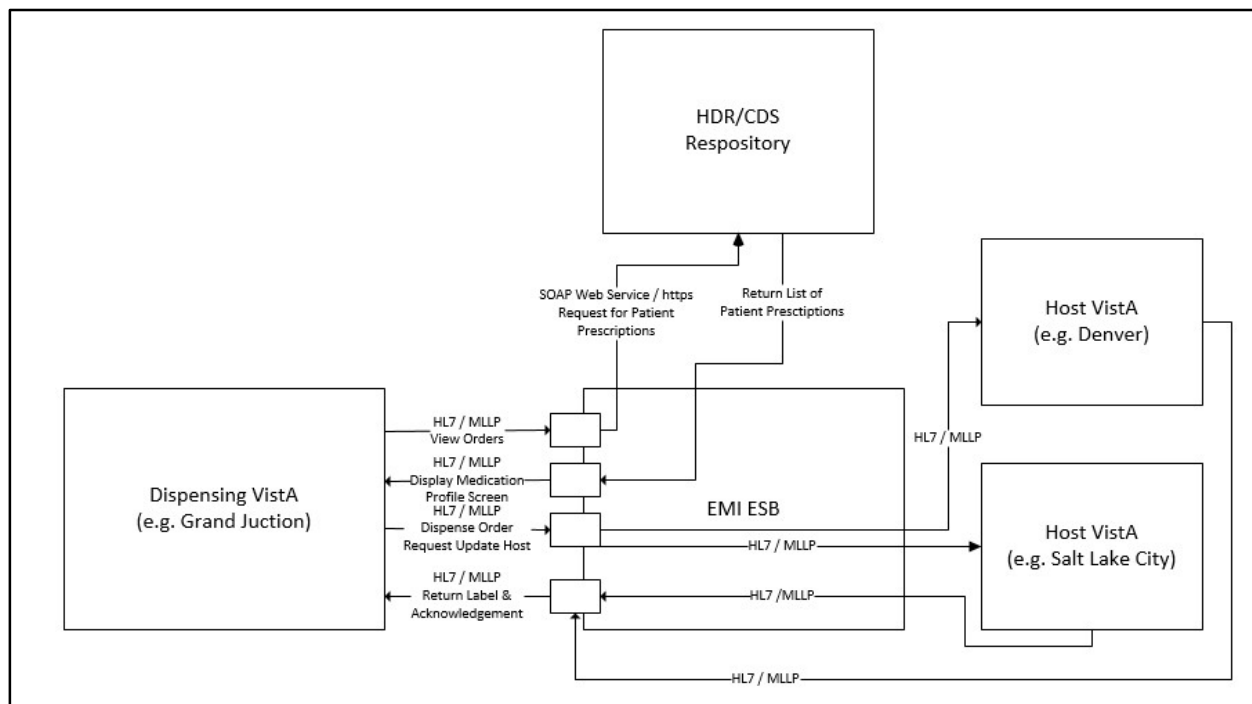 HDR/CDS
Respository
SOAP Web Service / https
Request for Patient
Prescriptions
Return List of
Patient Presctiptions
Host VistA
(e.g. Denver)
HL7 / MLLP
View Orders
HL7 / MLLP
Display Medication
Profile Screen
HL7 / MLLP
Dispense Order
Request Update Host
HL7 / MLLP
Return Label &
Acknowledgement
Dispensing VistA
(e.g. Grand Juction)
EMI ESB
HL7 / MLLP
HL7 / MLLP
HL7 /MLLP
Host VistA
(e.g. Salt Lake City)
HL7 / MLLP